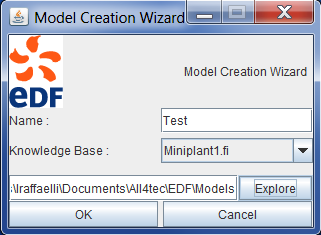 Model Creation Wizard
eDF
Model Creation Wizard
Name :
Test
Knowledge Base :
Miniplant1.fi
:\lraffaelli\Documents\All4tec\EDF\Models
Explore
OK
Cancel